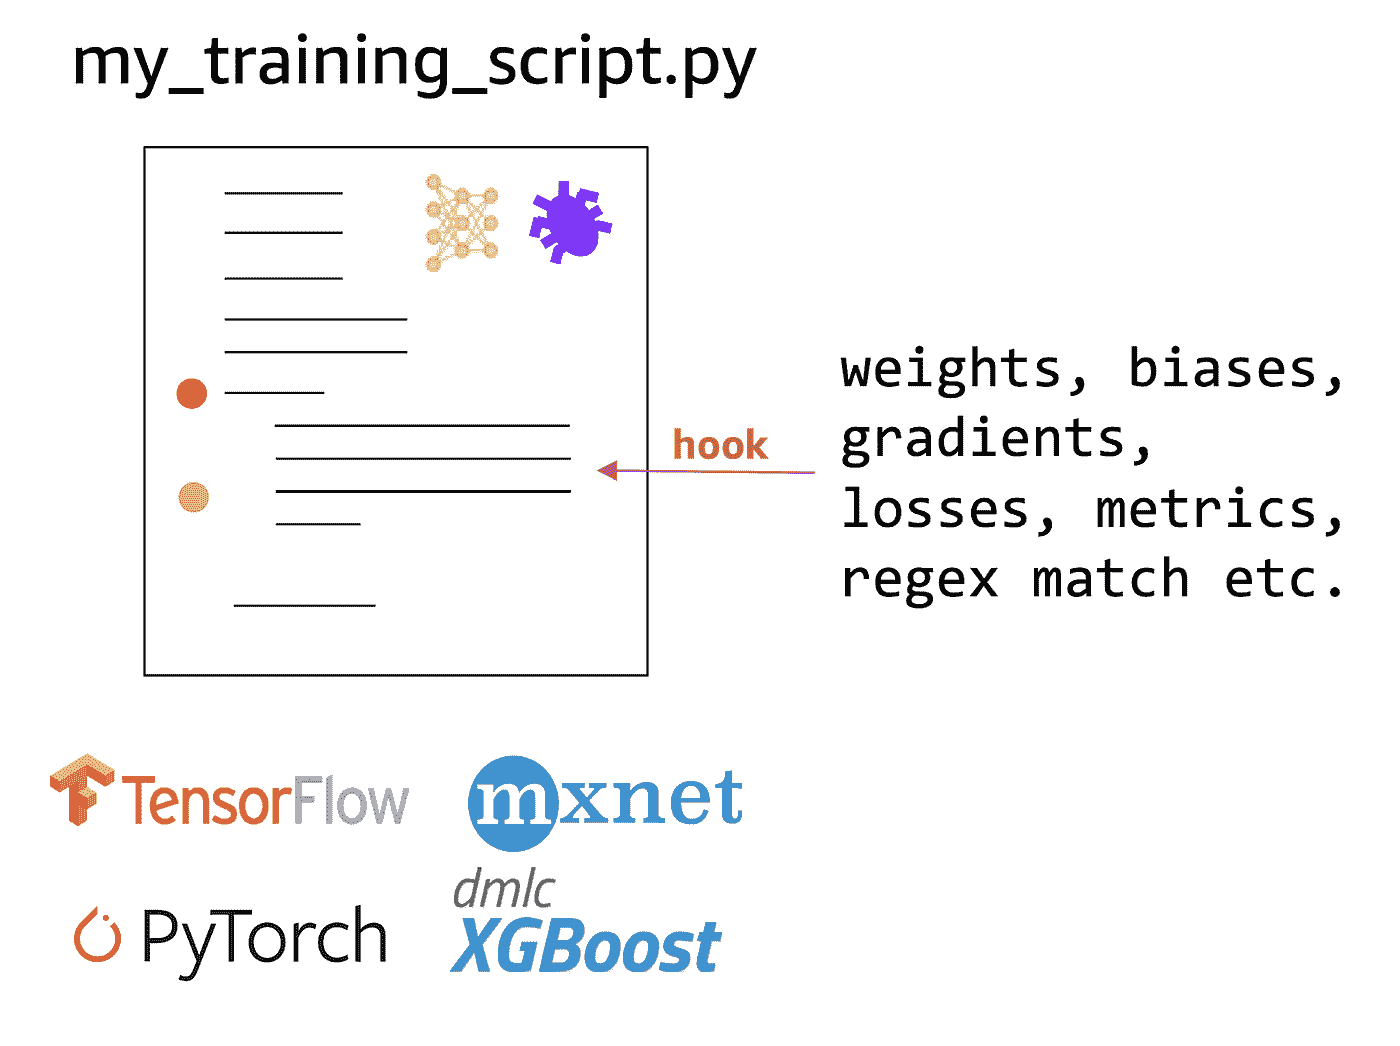 my_training_script.py
hook
weights, biases,
gradients,
losses, metrics,
regex match etc.
TensorFlow
mxnet
PyTorch
dmlc
XGBoost